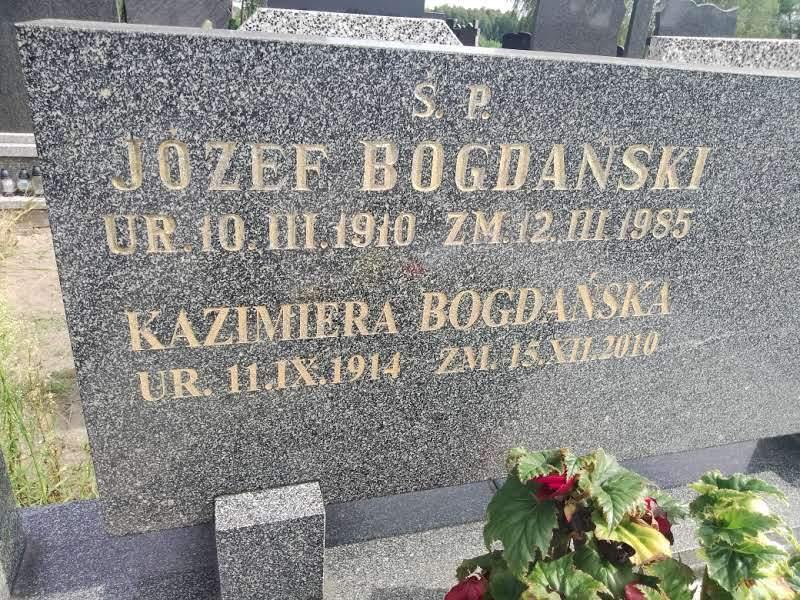 Ś. P.
JÓZEF BOGDAŃSKI
UR. 10. III. 1910 ZM. 12. III. 1985
KAZIMIERA BOGDAŃSKA
UR. 11.IX.1914 ZM. 15.XII.2010